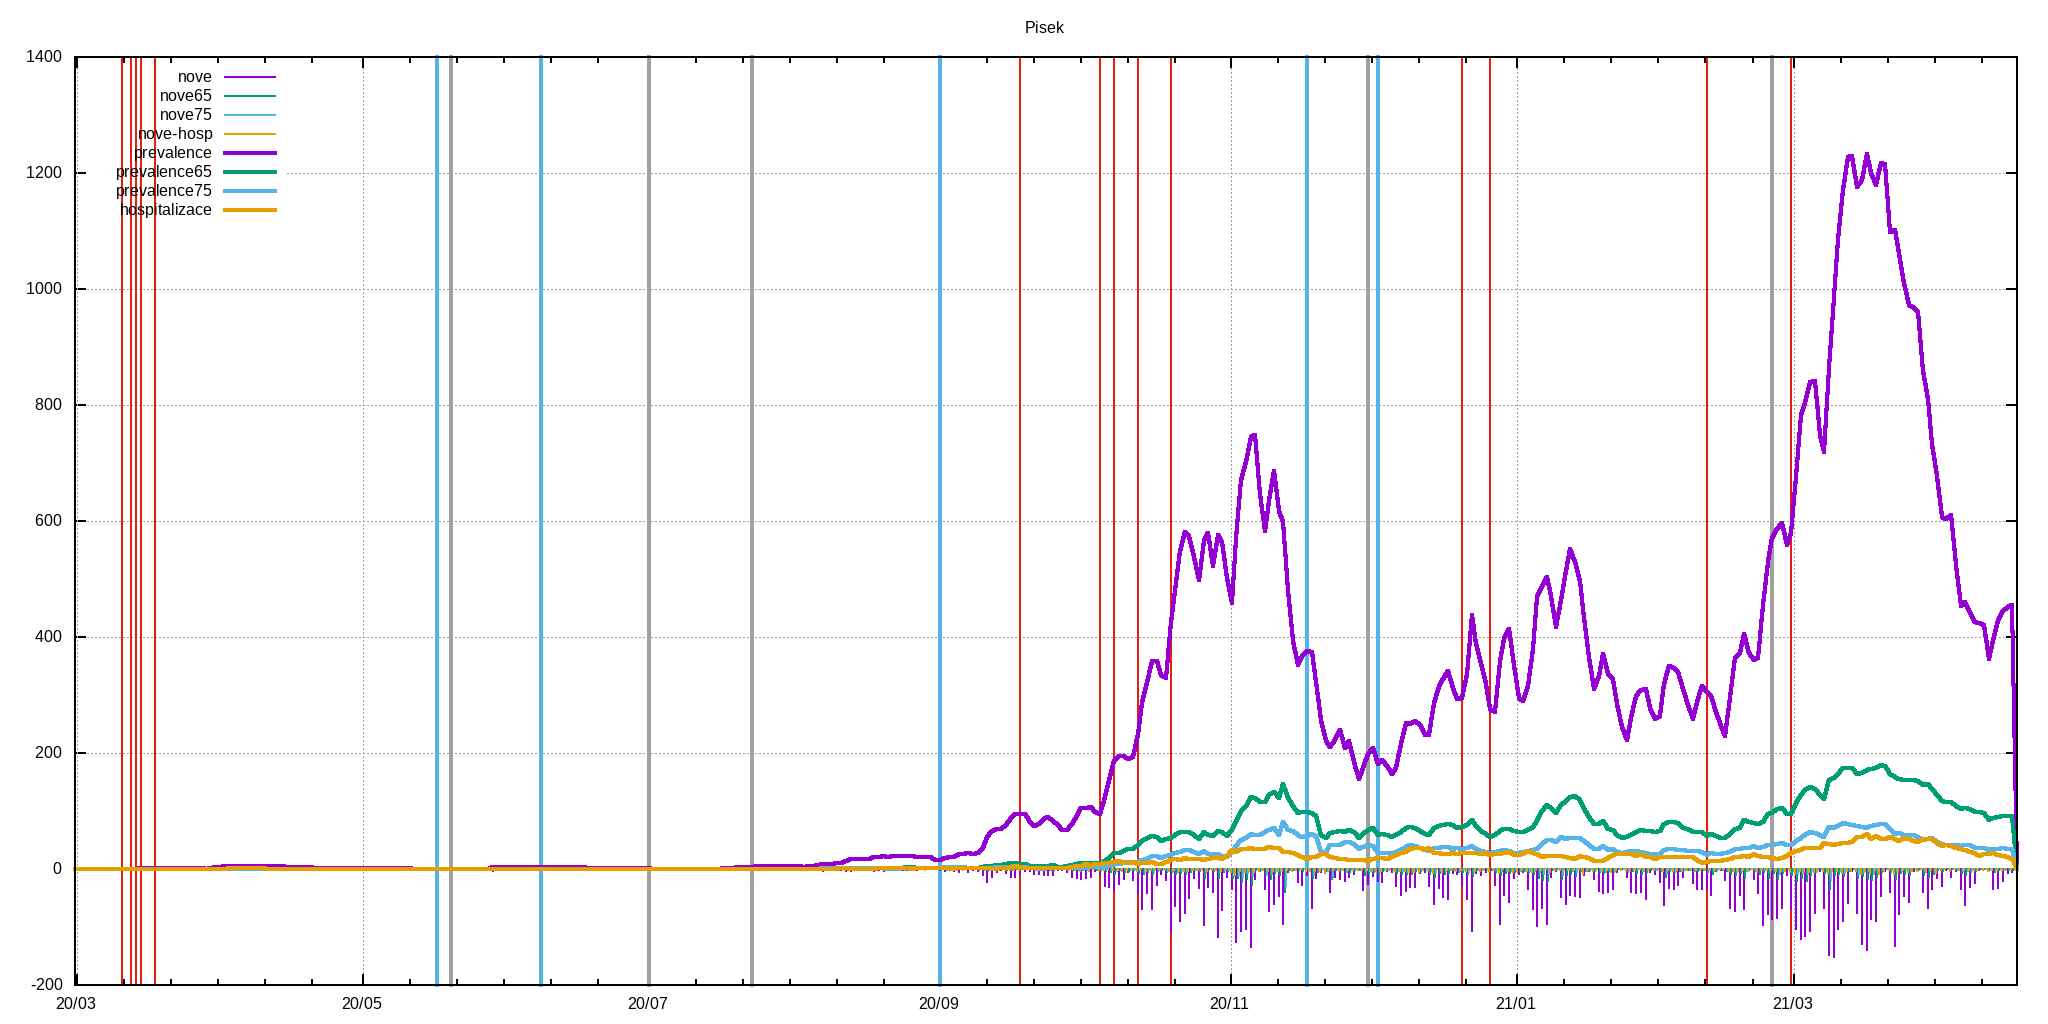 Pisek
1400
1200
1000
800
600
400
200
0
-200
nove
nove65
nove75
nove-hosp
prevalence
prevalence65
prevalence75
hospitalizace
20/03 20/05 20/07 20/09 20/11 21/01 21/03